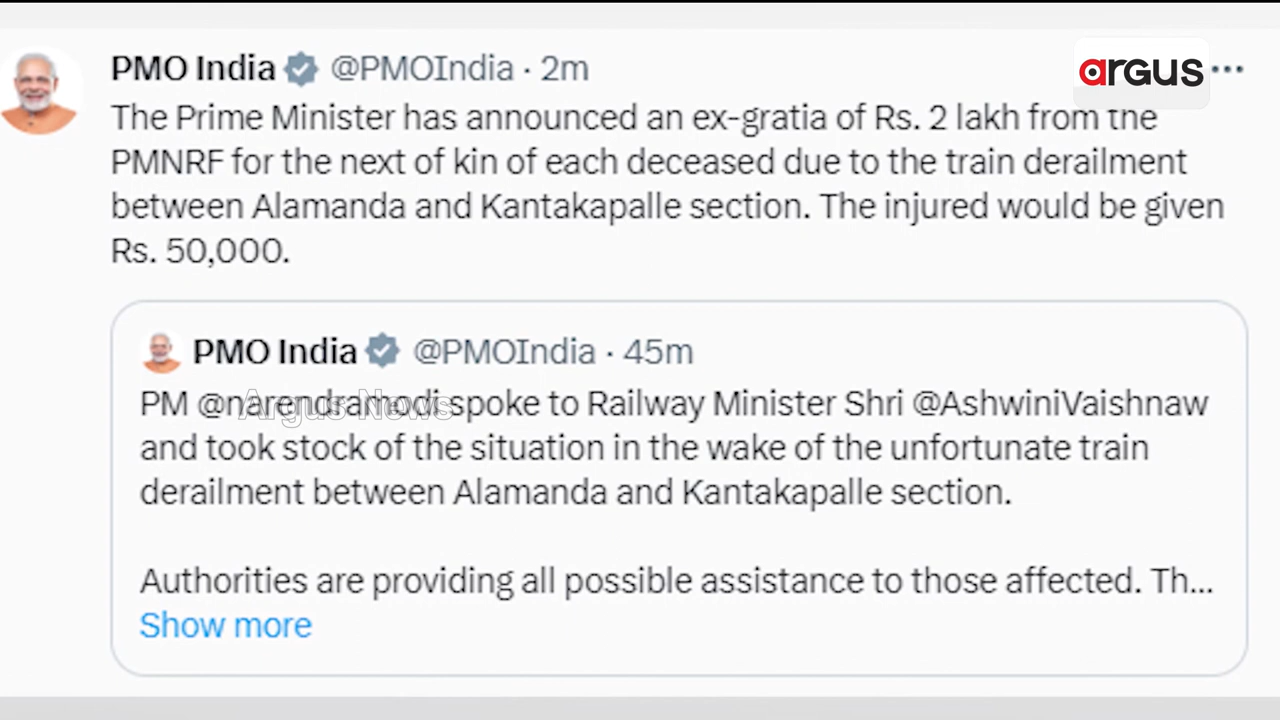 PMO India @PMOIndia · 2m
argus
The Prime Minister has announced an ex-gratia of Rs. 2 lakh from the
PMNRF for the next of kin of each deceased due to the train derailment
between Alamanda and Kantakapalle section. The injured would be given
Rs. 50,000.
PMO India @PMOIndia · 45m
PM @narendramodi spoke to Railway Minister Shri @AshwiniVaishnaw
Argus News
and took stock of the situation in the wake of the unfortunate train
derailment between Alamanda and Kantakapalle section.
Authorities are providing all possible assistance to those affected. Th...
Show more